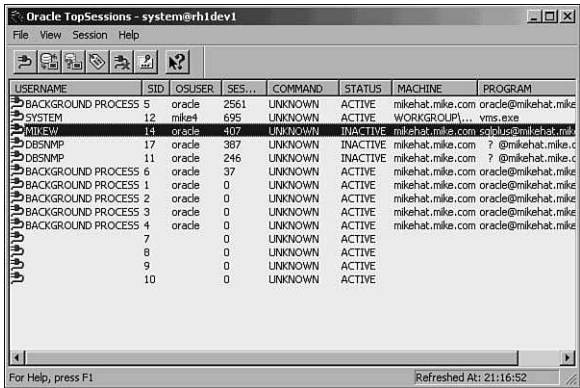 Oracle TopSessions - system@rh1dev1
File View Session Help
USERNAME SID OSUSER SES... COMMAND STATUS MACHINE PROGRAM
BACKGROUND PROCESS 5 oracle 2561 UNKNOWN ACTIVE mikehat.mike.com oracle@mikehat.mike
SYSTEM 12 mike4 695 UNKNOWN ACTIVE WORKGROUP\... vms.exe
MIKEW 14 oracle 407 UNKNOWN INACTIVE mikehat.mike.com sqlplus@mikehat.mik
DBSNMP 17 oracle 387 UNKNOWN INACTIVE mikehat.mike.com ? @mikehat.mike.c
DBSNMP 11 oracle 246 UNKNOWN INACTIVE mikehat.mike.com ? @mikehat.mike.c
BACKGROUND PROCESS 6 oracle 37 UNKNOWN ACTIVE mikehat.mike.com oracle@mikehat.mike
BACKGROUND PROCESS 1 oracle 0 UNKNOWN ACTIVE mikehat.mike.com oracle@mikehat.mike
BACKGROUND PROCESS 2 oracle 0 UNKNOWN ACTIVE mikehat.mike.com oracle@mikehat.mike
BACKGROUND PROCESS 3 oracle 0 UNKNOWN ACTIVE mikehat.mike.com oracle@mikehat.mike
BACKGROUND PROCESS 4 oracle 0 UNKNOWN ACTIVE mikehat.mike.com oracle@mikehat.mike
7 0 UNKNOWN ACTIVE
8 0 UNKNOWN ACTIVE
9 0 UNKNOWN ACTIVE
10 0 UNKNOWN ACTIVE
For Help, press F1 Refreshed At: 21:16:52